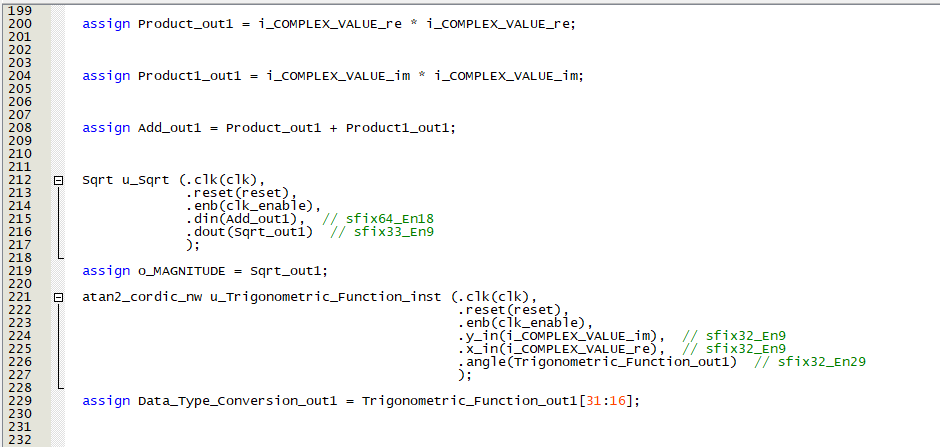 199
200 assign Product_out1 = i_COMPLEX_VALUE_re * i_COMPLEX_VALUE_re;
201
202
203
204 assign Product1_out1 = i_COMPLEX_VALUE_im * i_COMPLEX_VALUE_im;
205
206
207
208 assign Add_out1 = Product_out1 + Product1_out1;
209
210
211
212 Sqrt u_Sqrt (.clk(clk),
213 .reset(reset),
214 .enb(clk_enable),
215 .din(Add_out1), // sfix64_En18
216 .dout(Sqrt_out1) // sfix33_En9
217 );
218
219 assign o_MAGNITUDE = Sqrt_out1;
220
221 atan2_cordic_nw u_Trigonometric_Function_inst (.clk(clk),
222 .reset(reset),
223 .enb(clk_enable),
224 .y_in(i_COMPLEX_VALUE_im), // sfix32_En9
225 .x_in(i_COMPLEX_VALUE_re), // sfix32_En9
226 .angle(Trigonometric_Function_out1) // sfix32_En29
227 );
228
229 assign Data_Type_Conversion_out1 = Trigonometric_Function_out1[31:16];
230
231
232